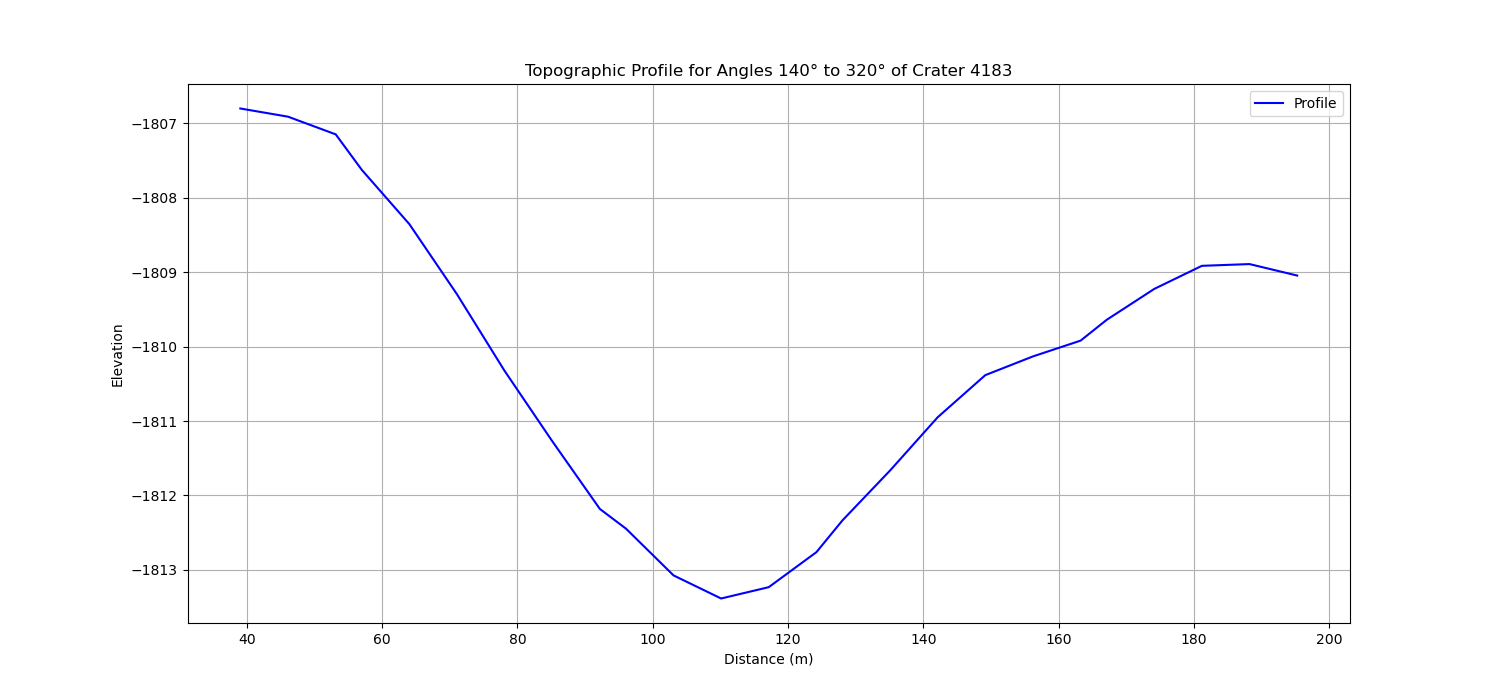 Topographic Profile for Angles 140° to 320° of Crater 4183
Profile
−1807
−1808
−1809
−1810
−1811
−1812
−1813
Elevation
40 60 80 100 120 140 160 180 200
Distance (m)